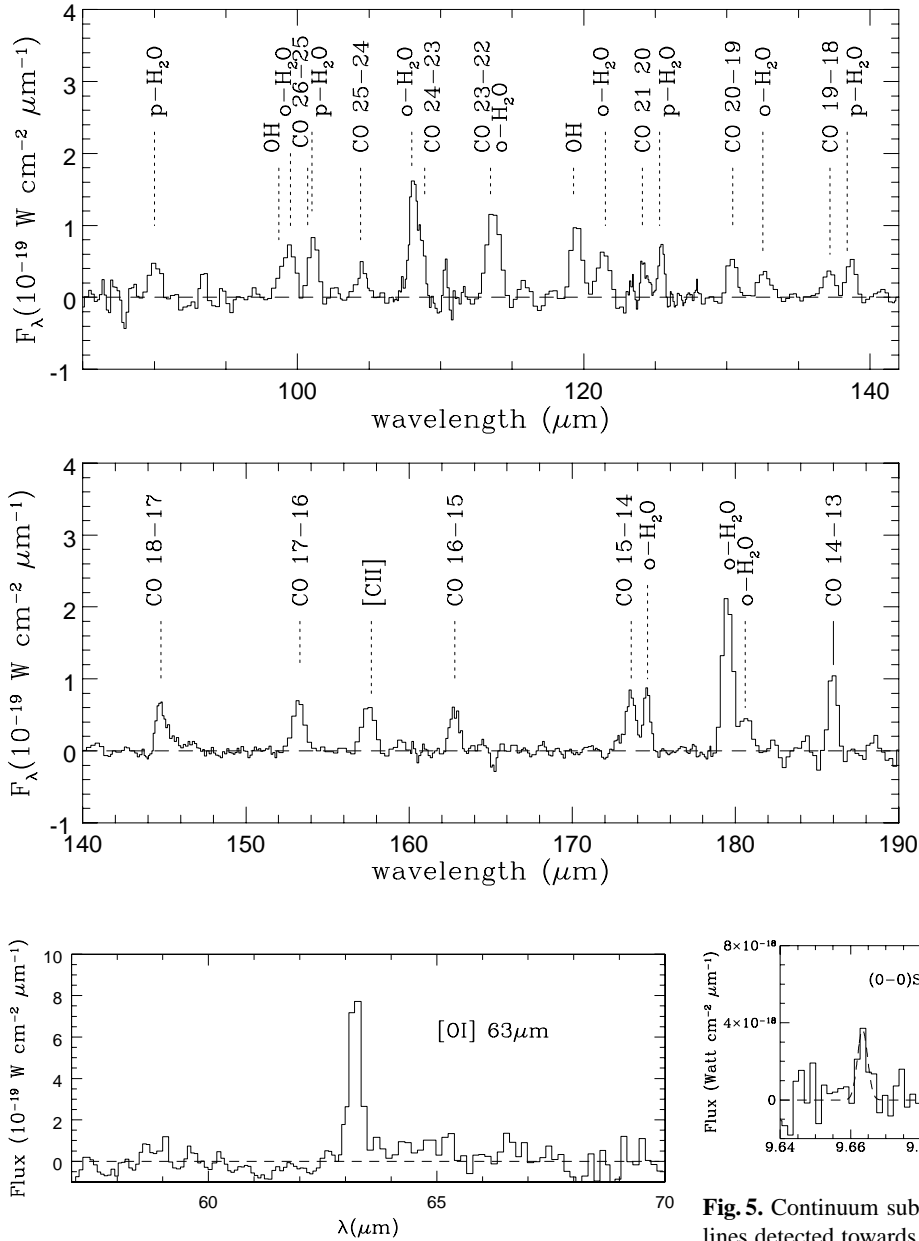 4
3
2
1
0
-1
F_λ(10⁻¹⁹ W cm⁻² μm⁻¹)
p-H₂O
OH
o-H₂O
CO 26-25
p-H₂O
CO 25-24
o-H₂O
CO 24-23
CO 23-22
o-H₂O
OH
o-H₂O
CO 21 20
p-H₂O
CO 20-19
o-H₂O
CO 19-18
p-H₂O
100 120 140
wavelength (μm)
4
3
2
1
0
-1
F_λ(10⁻¹⁹ W cm⁻² μm⁻¹)
CO 18-17
CO 17-16
[CII]
CO 16-15
CO 15-14
o-H₂O
o-H₂O
o-H₂O
CO 14-13
140 150 160 170 180 190
wavelength (μm)
10
8
6
4
2
0
Flux (10⁻¹⁹ W cm⁻² μm⁻¹)
[OI] 63μm
60 65 70
λ(μm)
8×10⁻¹⁸
4×10⁻¹⁸
0
Flux (Watt cm⁻² μm⁻¹)
(0-0)S
9.64 9.66 9.
Fig. 5. Continuum sub
lines detected towards